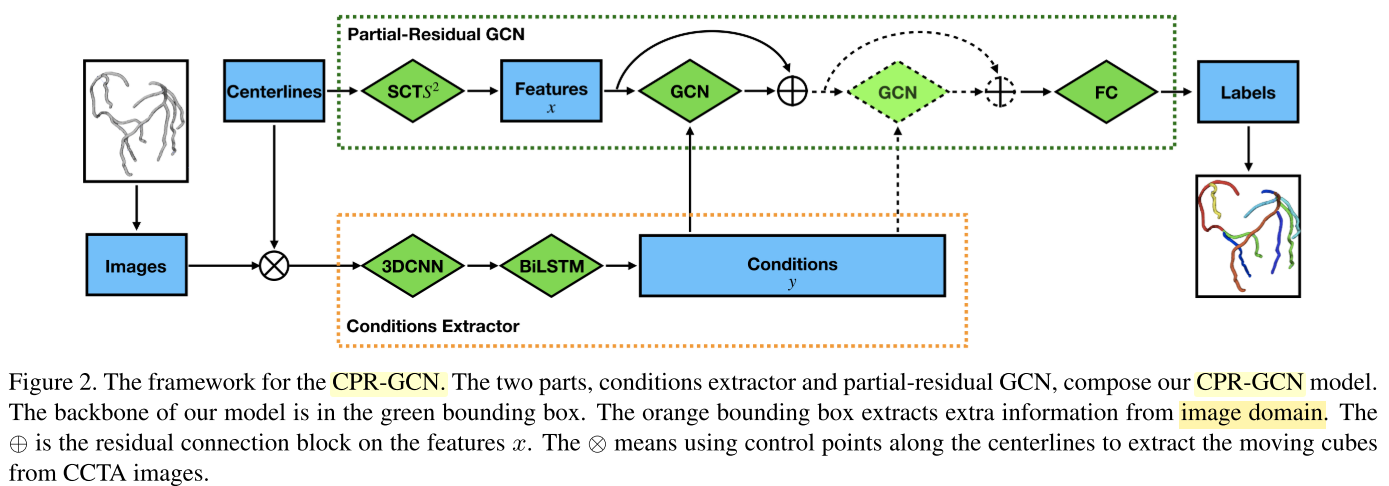 Partial-Residual GCN
Centerlines
SCTS²
Features
x
GCN
⊕
GCN
⊕
FC
Labels
Images
⊗
3DCNN
BiLSTM
Conditions
y
Conditions Extractor
Figure 2. The framework for the CPR-GCN. The two parts, conditions extractor and partial-residual GCN, compose our CPR-GCN model.
The backbone of our model is in the green bounding box. The orange bounding box extracts extra information from image domain. The
⊕ is the residual connection block on the features x. The ⊗ means using control points along the centerlines to extract the moving cubes
from CCTA images.